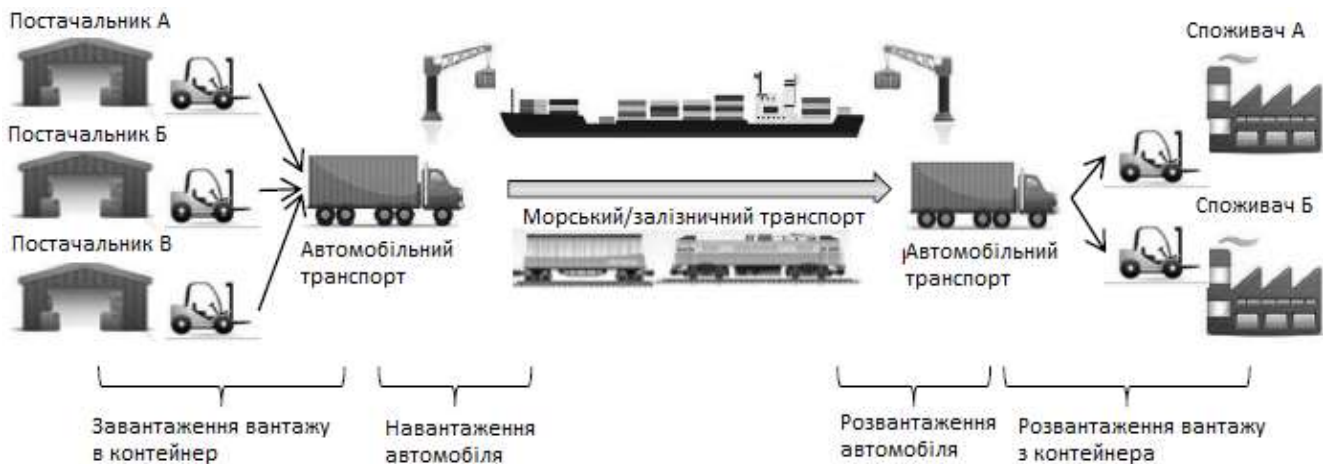 Постачальник А
Споживач А
Постачальник Б
Морський/залізничний транспорт
Споживач Б
Постачальник В
Автомобільний
транспорт
Автомобільний
транспорт
Завантаження вантажу
в контейнер
Навантаження
автомобіля
Розвантаження
автомобіля
Розвантаження вантажу
з контейнера